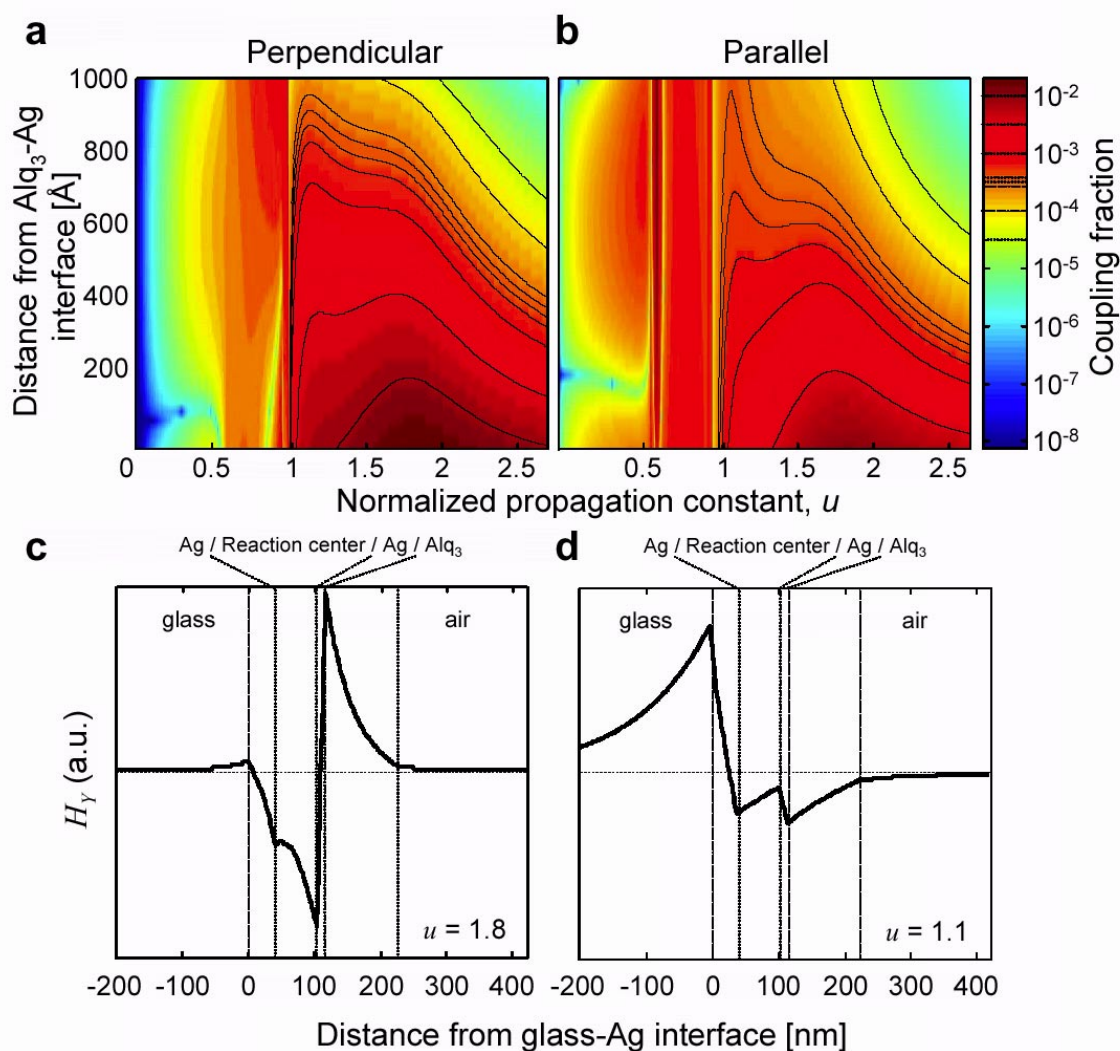 a
Perpendicular
b
Parallel
1000
800
600
400
200
Distance from Alq₃-Ag
interface [Å]
0 0.5 1 1.5 2 2.5
0.5 1 1.5 2 2.5
Normalized propagation constant, u
10⁻²
10⁻³
10⁻⁴
10⁻⁵
10⁻⁶
10⁻⁷
10⁻⁸
Coupling fraction
c
Ag / Reaction center / Ag / Alq₃
glass
air
u = 1.8
H_Y (a.u.)
-200 -100 0 100 200 300 400
d
Ag / Reaction center / Ag / Alq₃
glass
air
u = 1.1
-200 -100 0 100 200 300 400
Distance from glass-Ag interface [nm]